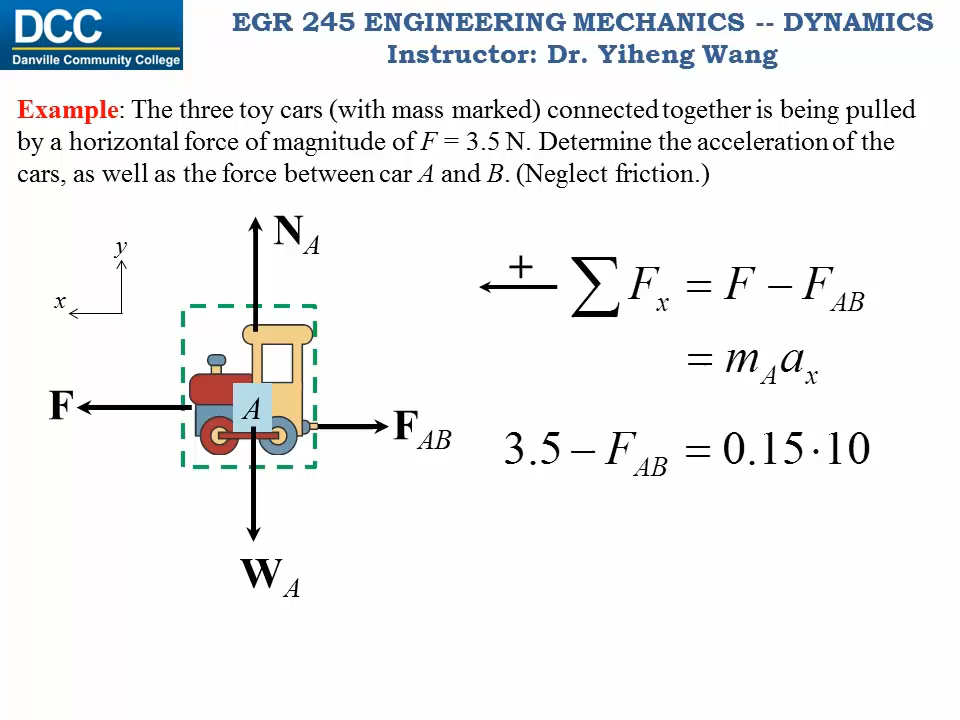 DCC
Danville Community College
EGR 245 ENGINEERING MECHANICS -- DYNAMICS
Instructor: Dr. Yiheng Wang
Example: The three toy cars (with mass marked) connected together is being pulled
by a horizontal force of magnitude of F = 3.5 N. Determine the acceleration of the
cars, as well as the force between car A and B. (Neglect friction.)
N_A
y
x
F
A
F_AB
W_A
+
∑F_x = F − F_AB
= m_A a_x
3.5 − F_AB = 0.15·10